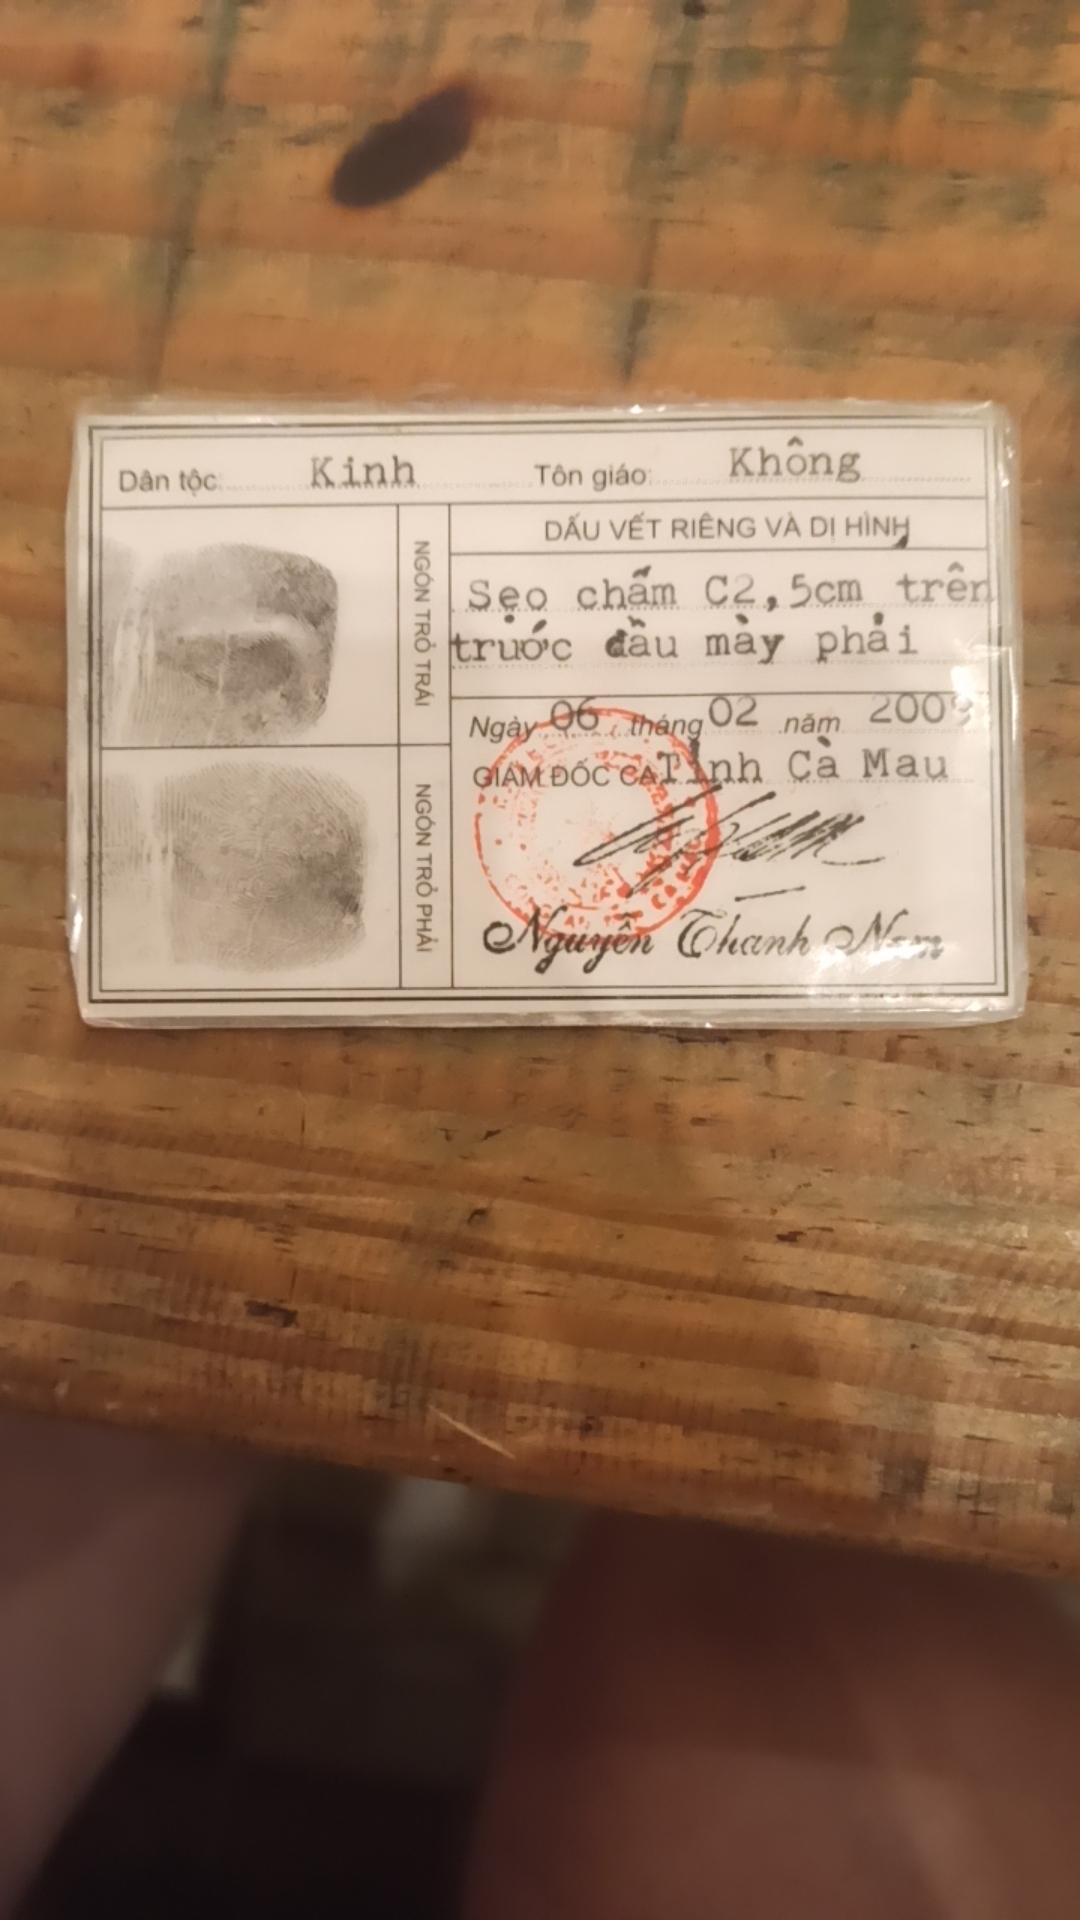 Dân tộc: Kinh Tôn giáo: Không
NGÓN TRỎ TRÁI
DẤU VẾT RIÊNG VÀ DỊ HÌNH
Sẹo chấm C2,5cm trên
trước đầu mày phải
Ngày 06 tháng 02 năm 2009
GIÁM ĐỐC CA Tỉnh Cà Mau
NGÓN TRỎ PHẢI
Nguyễn Thanh Nam